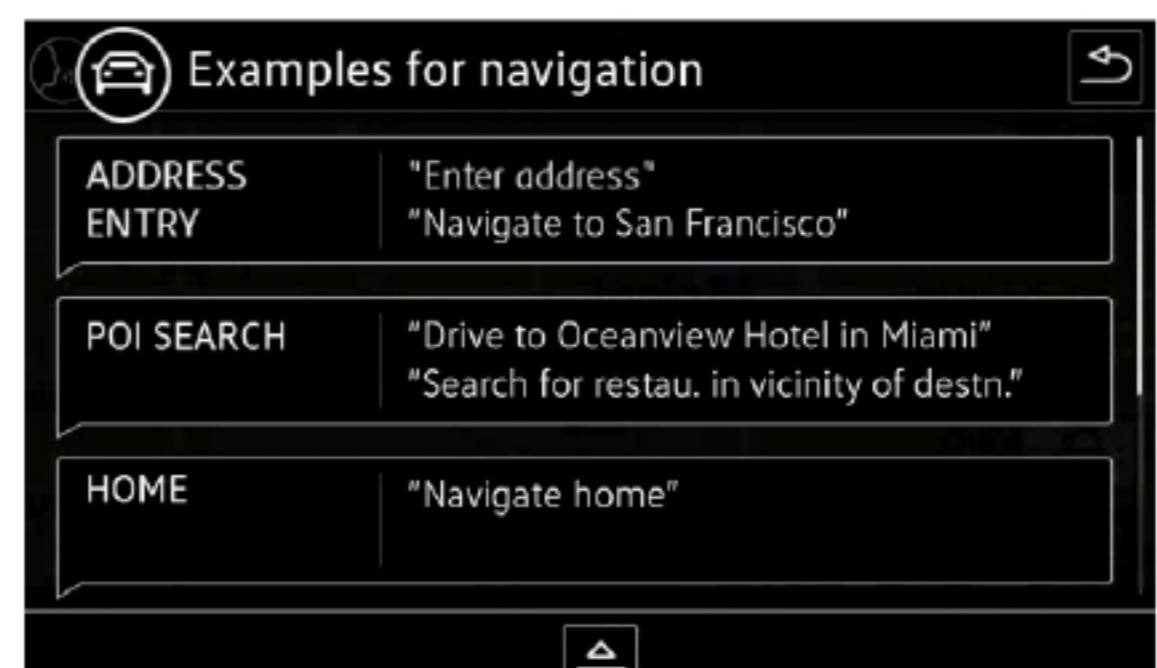 Examples for navigation
ADDRESS
ENTRY
"Enter address"
"Navigate to San Francisco"
POI SEARCH
"Drive to Oceanview Hotel in Miami"
"Search for restau. in vicinity of destn."
HOME
"Navigate home"